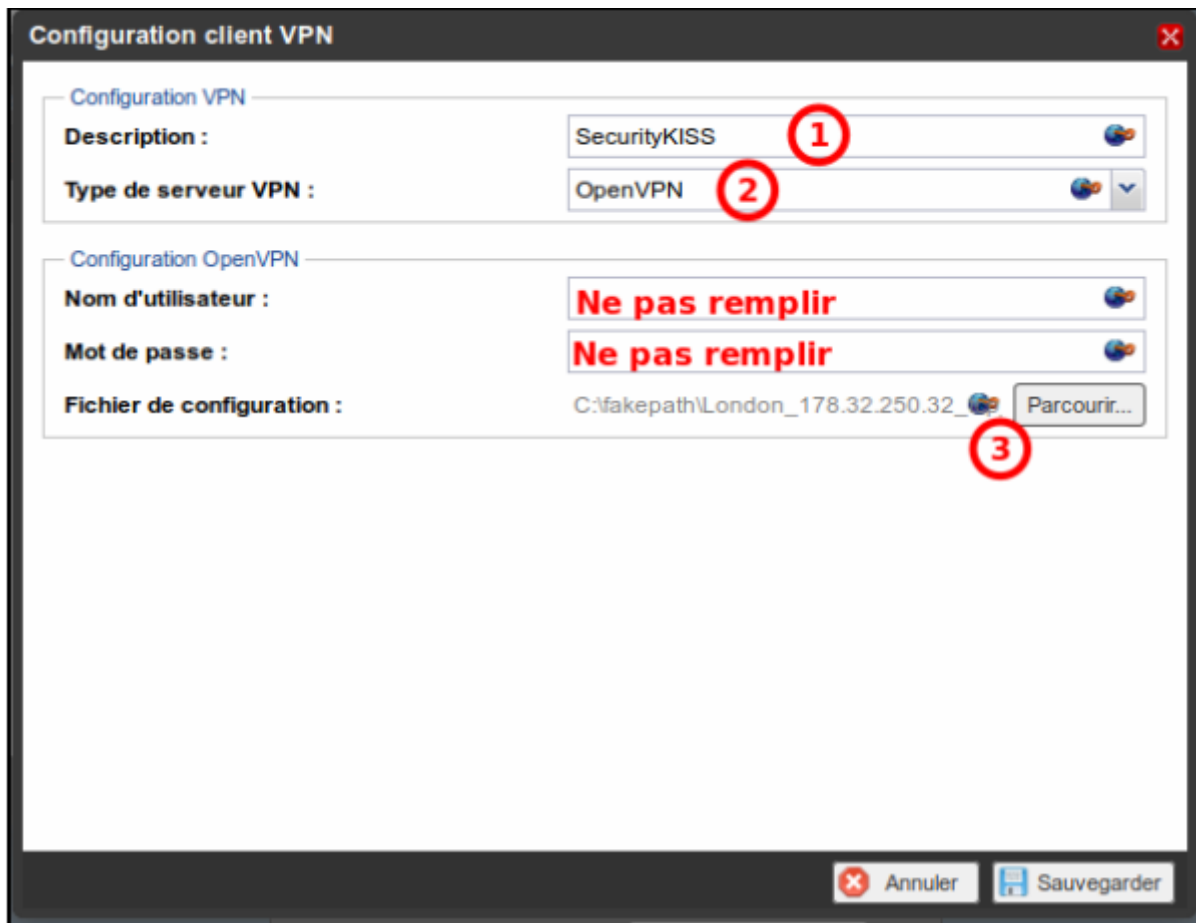 Configuration client VPN
Configuration VPN
Description : SecurityKISS 1
Type de serveur VPN : OpenVPN 2
Configuration OpenVPN
Nom d'utilisateur : Ne pas remplir
Mot de passe : Ne pas remplir
Fichier de configuration : C:\fakepath\London_178.32.250.32_ Parcourir...
3
Annuler Sauvegarder